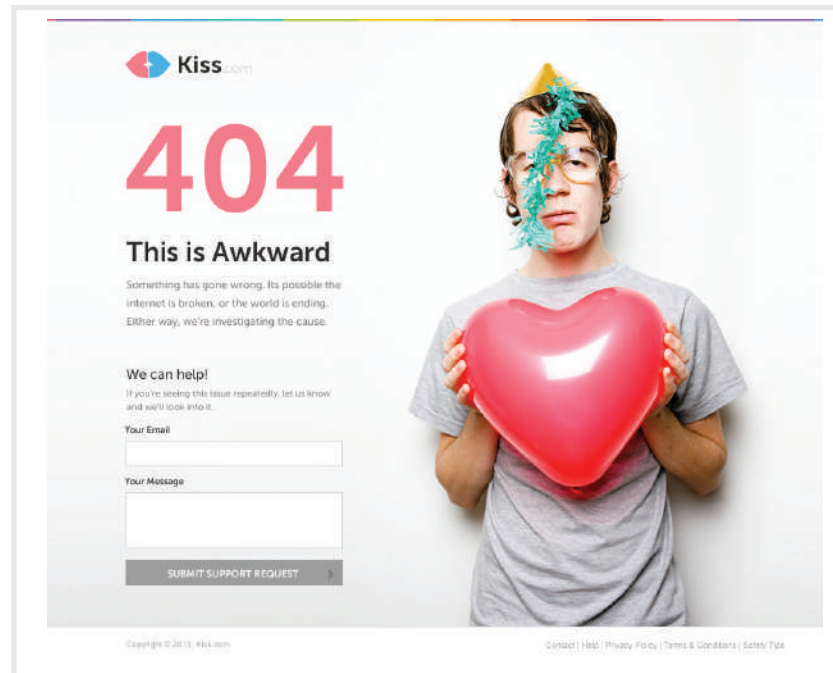 Kiss.com
404
This is Awkward
Something has gone wrong. Its possible the
internet is broken, or the world is ending.
Either way, we're investigating the cause.
We can help!
If you're seeing this issue repeatedly, let us know
and we'll look into it.
Your Email
Your Message
SUBMIT SUPPORT REQUEST
Copyright © 2013, Kiss.com
Contact | Help | Privacy Policy | Terms & Conditions | Safety Tips